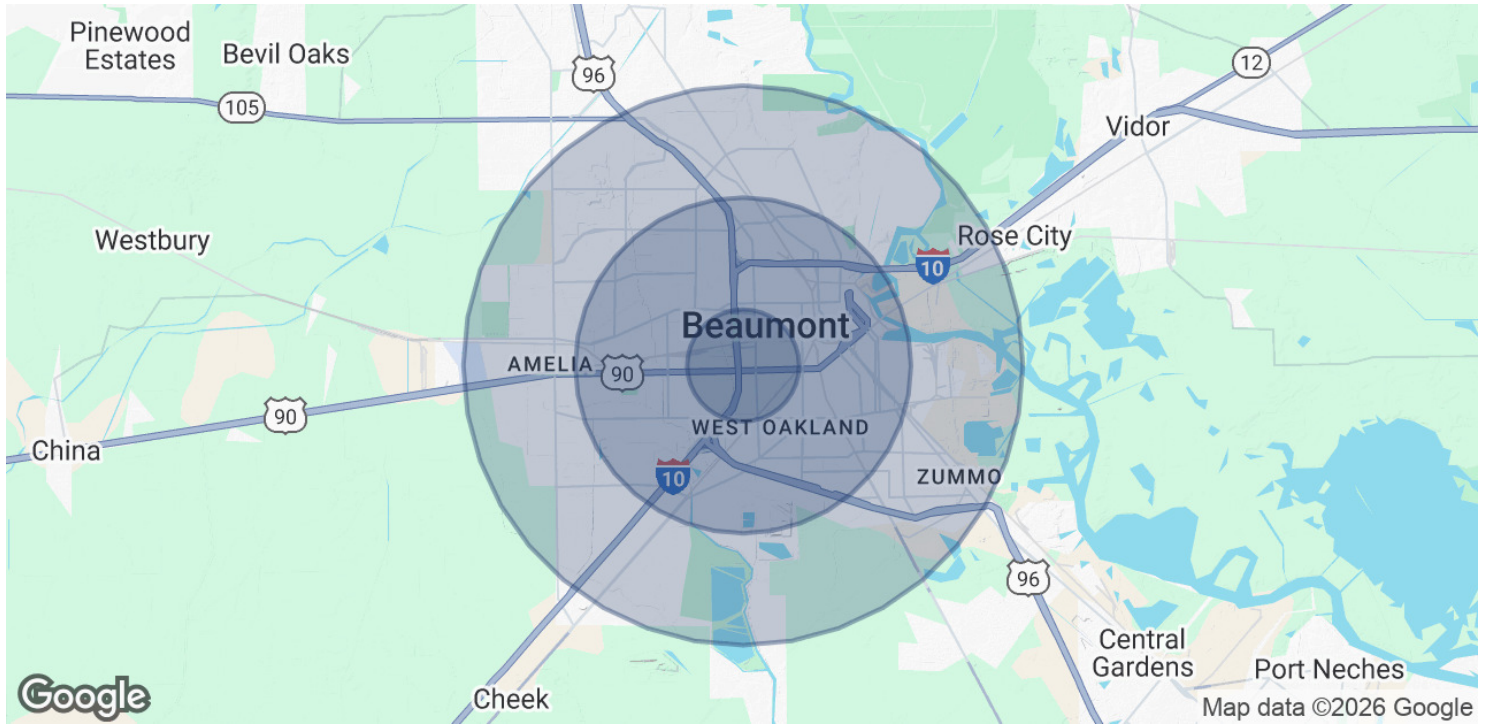 Pinewood
Estates
Bevil Oaks
96
12
105
Vidor
Westbury
Rose City
10
Beaumont
AMELIA
90
90
WEST OAKLAND
China
10
ZUMMO
96
Central
Gardens
Port Neches
Cheek
Google
Map data ©2026 Google